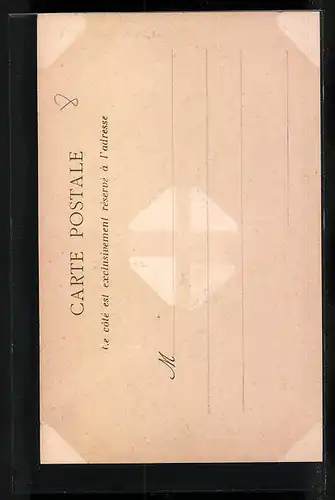 CARTE POSTALE
Ce côté est exclusivement réservé à l'adresse
M
8